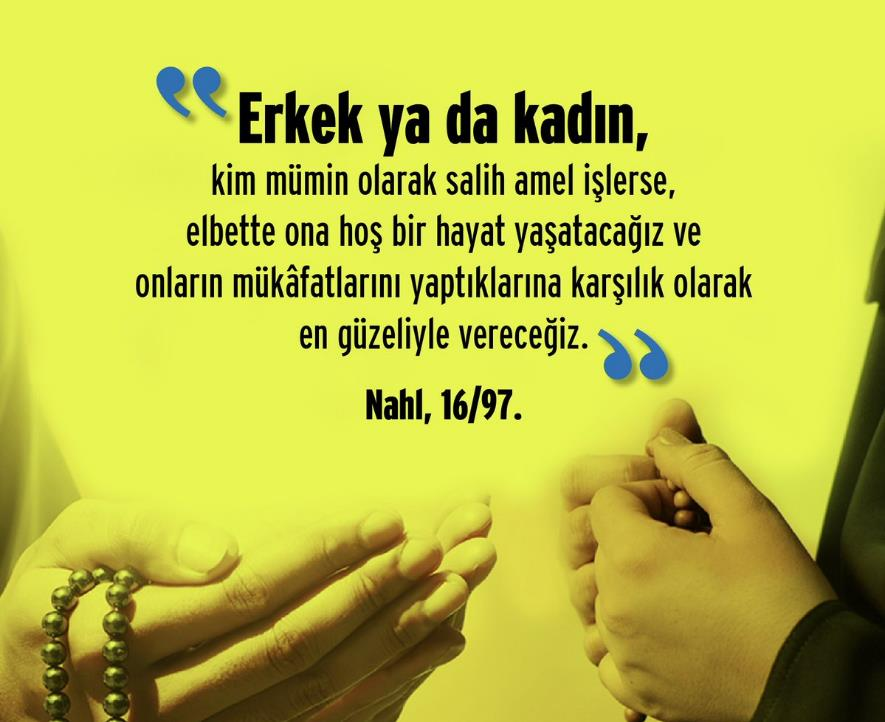 “Erkek ya da kadın,
kim mümin olarak salih amel işlerse,
elbette ona hoş bir hayat yaşatacağız ve
onların mükâfatlarını yaptıklarına karşılık olarak
en güzeliyle vereceğiz.”
Nahl, 16/97.